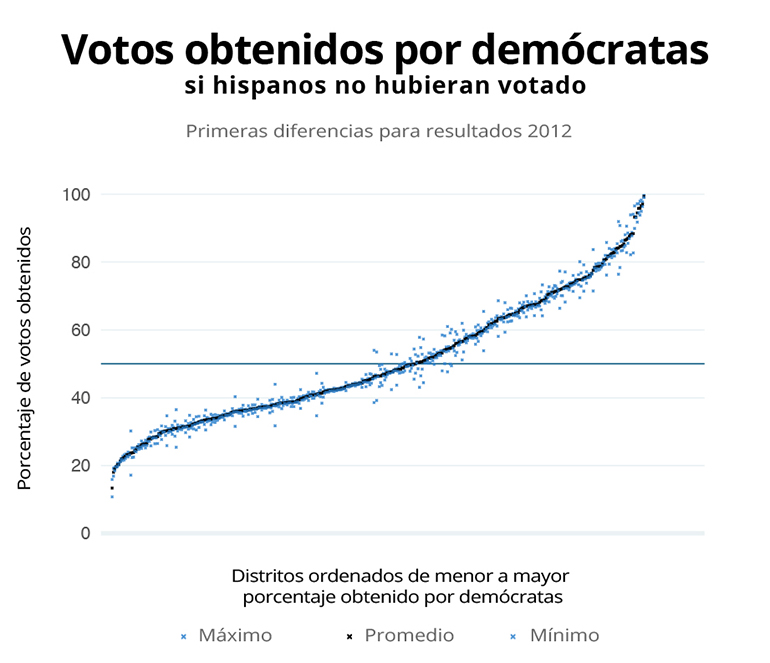 Votos obtenidos por demócratas
si hispanos no hubieran votado
Primeras diferencias para resultados 2012
Porcentaje de votos obtenidos
100
80
60
40
20
0
Distritos ordenados de menor a mayor
porcentaje obtenido por demócratas
Máximo Promedio Mínimo